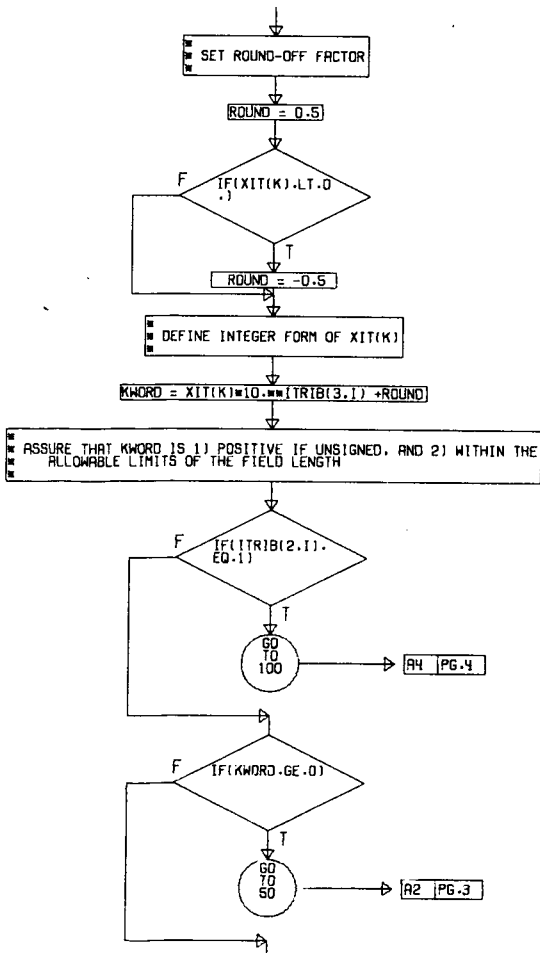 * SET ROUND-OFF FACTOR
ROUND = 0.5
F
IF(XIT(K).LT.0
.)
T
ROUND = -0.5
* DEFINE INTEGER FORM OF XIT(K)
KWORD = XIT(K)*10.**ITRIB(3,I) +ROUND
* ASSURE THAT KWORD IS 1) POSITIVE IF UNSIGNED, AND 2) WITHIN THE
* ALLOWABLE LIMITS OF THE FIELD LENGTH
F
IF(ITRIB(2,I).
EQ.1)
T
GO
TO
100
A4 PG.4
F
IF(KWORD.GE.0)
T
GO
TO
50
A2 PG.3